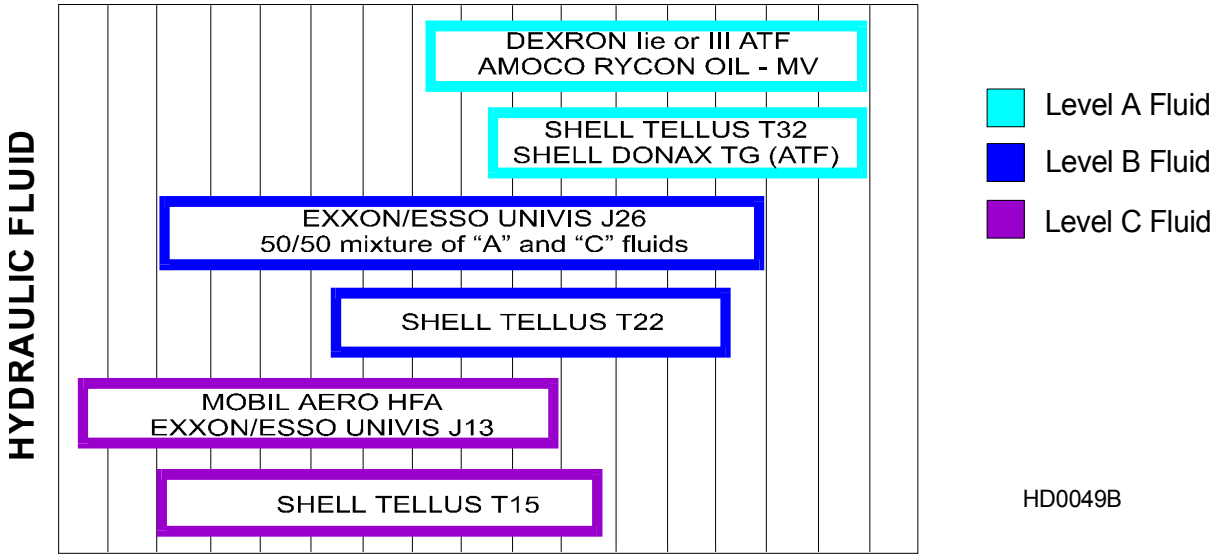 HYDRAULIC FLUID
DEXRON Iie or III ATF
AMOCO RYCON OIL - MV
SHELL TELLUS T32
SHELL DONAX TG (ATF)
EXXON/ESSO UNIVIS J26
50/50 mixture of “A” and “C” fluids
SHELL TELLUS T22
MOBIL AERO HFA
EXXON/ESSO UNIVIS J13
SHELL TELLUS T15
Level A Fluid
Level B Fluid
Level C Fluid
HD0049B